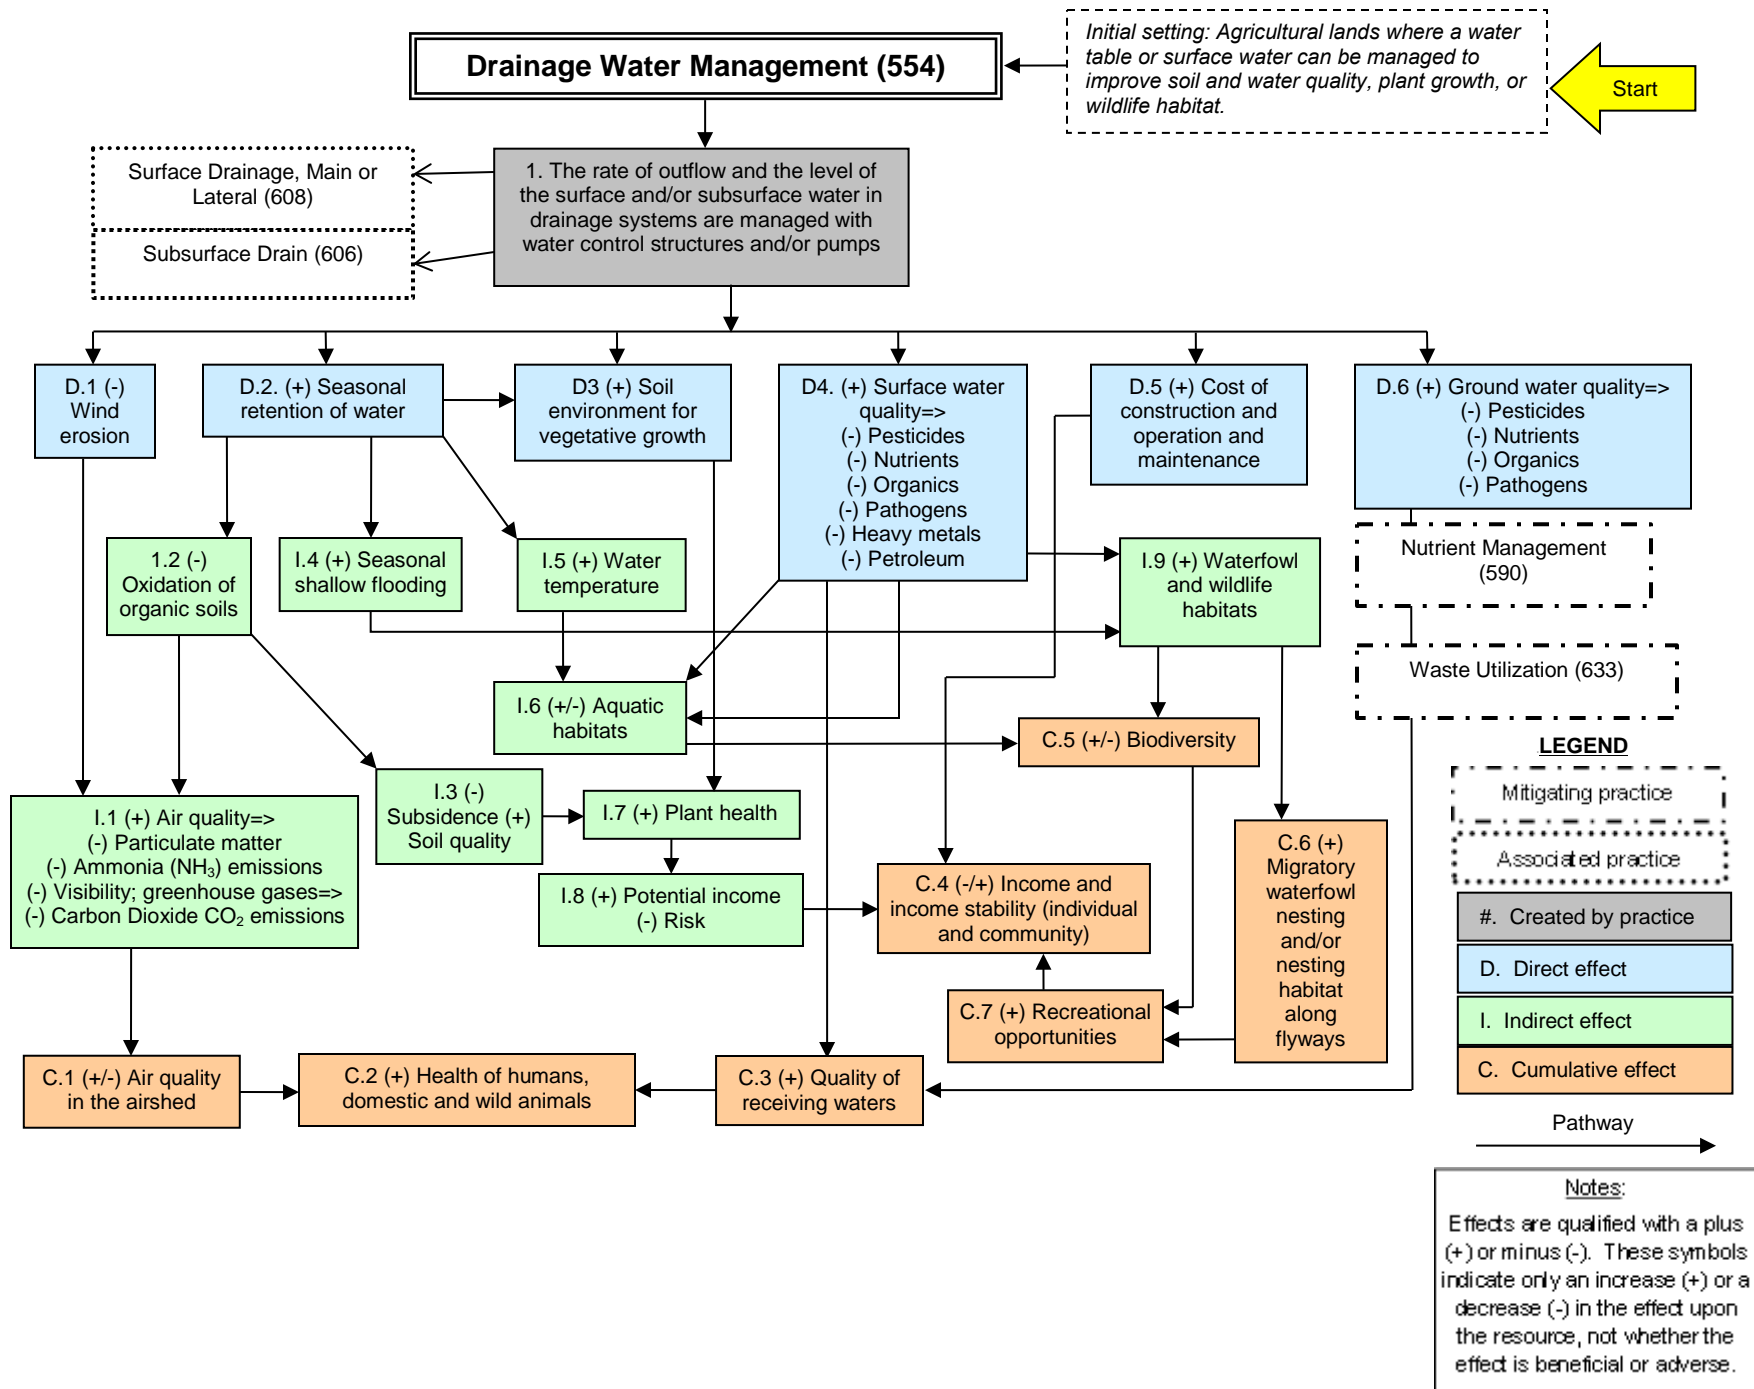 Drainage Water Management (554)
Initial setting: Agricultural lands where a water
table or surface water can be managed to
improve soil and water quality, plant growth, or
wildlife habitat.
Start
Surface Drainage, Main or
Lateral (608)
Subsurface Drain (606)
1. The rate of outflow and the level of
the surface and/or subsurface water in
drainage systems are managed with
water control structures and/or pumps
D.1 (-)
Wind
erosion
D.2. (+) Seasonal
retention of water
D3 (+) Soil
environment for
vegetative growth
D4. (+) Surface water
quality=>
(-) Pesticides
(-) Nutrients
(-) Organics
(-) Pathogens
(-) Heavy metals
(-) Petroleum
D.5 (+) Cost of
construction and
operation and
maintenance
D.6 (+) Ground water quality=>
(-) Pesticides
(-) Nutrients
(-) Organics
(-) Pathogens
1.2 (-)
Oxidation of
organic soils
I.4 (+) Seasonal
shallow flooding
I.5 (+) Water
temperature
I.9 (+) Waterfowl
and wildlife
habitats
Nutrient Management
(590)
Waste Utilization (633)
I.6 (+/-) Aquatic
habitats
C.5 (+/-) Biodiversity
I.1 (+) Air quality=>
(-) Particulate matter
(-) Ammonia (NH3) emissions
(-) Visibility; greenhouse gases=>
(-) Carbon Dioxide CO2 emissions
I.3 (-)
Subsidence (+)
Soil quality
I.7 (+) Plant health
I.8 (+) Potential income
(-) Risk
C.4 (-/+) Income and
income stability (individual
and community)
C.6 (+)
Migratory
waterfowl
nesting
and/or
nesting
habitat
along
flyways
C.7 (+) Recreational
opportunities
C.1 (+/-) Air quality
in the airshed
C.2 (+) Health of humans,
domestic and wild animals
C.3 (+) Quality of
receiving waters
LEGEND
Mitigating practice
Associated practice
#. Created by practice
D. Direct effect
I. Indirect effect
C. Cumulative effect
Pathway
Notes:
Effects are qualified with a plus
(+) or minus (-). These symbols
indicate only an increase (+) or a
decrease (-) in the effect upon
the resource, not whether the
effect is beneficial or adverse.